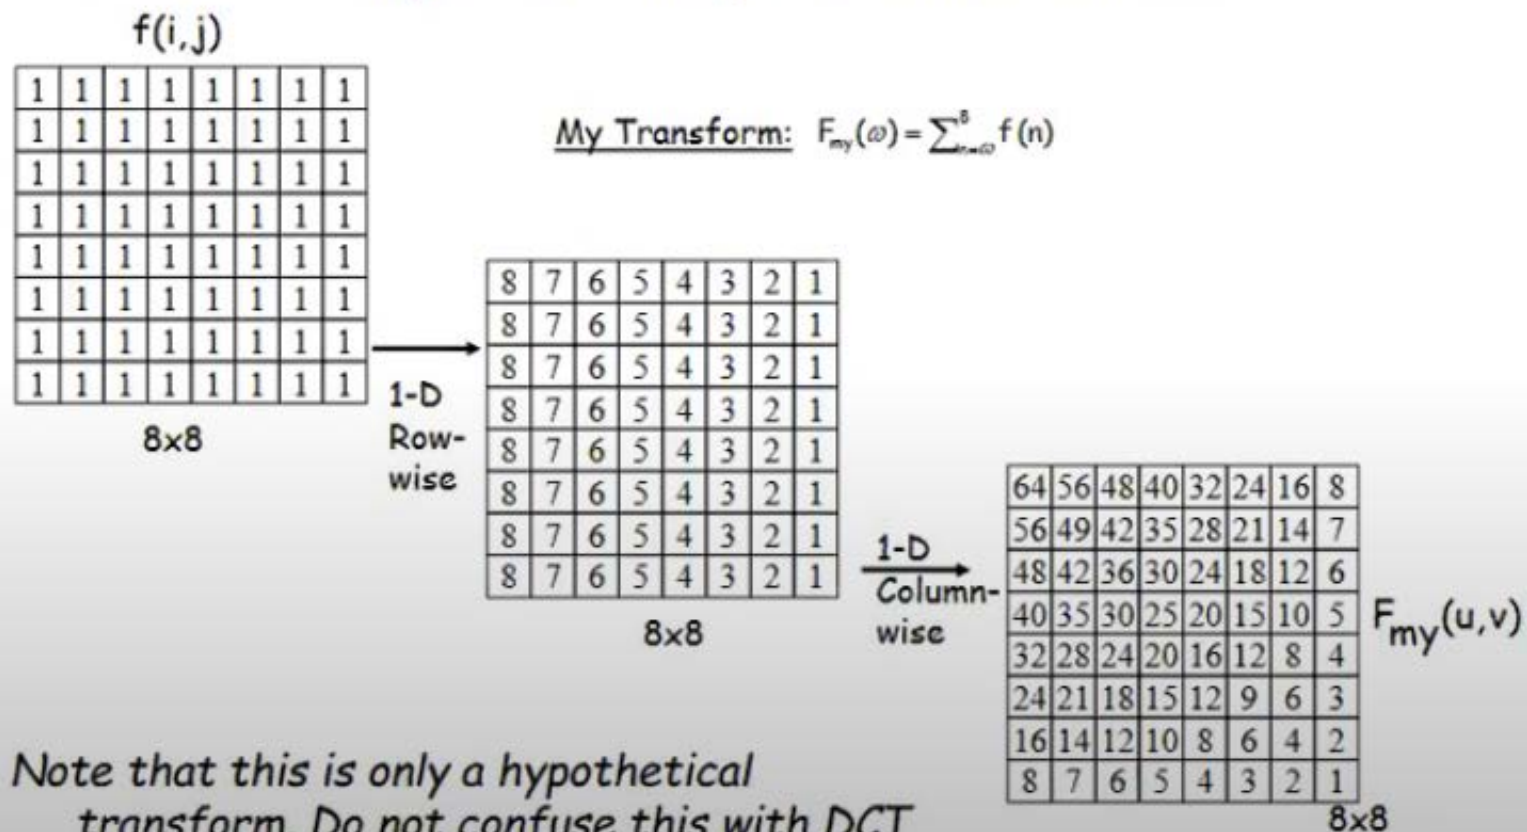 f(i,j)
1 1 1 1 1 1 1 1
1 1 1 1 1 1 1 1
1 1 1 1 1 1 1 1
1 1 1 1 1 1 1 1
1 1 1 1 1 1 1 1
1 1 1 1 1 1 1 1
1 1 1 1 1 1 1 1
1 1 1 1 1 1 1 1
8x8
My Transform: F_my(ω) = ∑_{n=ω}^{8} f(n)
1-D
Row-
wise
8 7 6 5 4 3 2 1
8 7 6 5 4 3 2 1
8 7 6 5 4 3 2 1
8 7 6 5 4 3 2 1
8 7 6 5 4 3 2 1
8 7 6 5 4 3 2 1
8 7 6 5 4 3 2 1
8 7 6 5 4 3 2 1
8x8
1-D
Column-
wise
64 56 48 40 32 24 16 8
56 49 42 35 28 21 14 7
48 42 36 30 24 18 12 6
40 35 30 25 20 15 10 5
32 28 24 20 16 12 8 4
24 21 18 15 12 9 6 3
16 14 12 10 8 6 4 2
8 7 6 5 4 3 2 1
F_my(u,v)
8x8
Note that this is only a hypothetical
transform. Do not confuse this with DCT